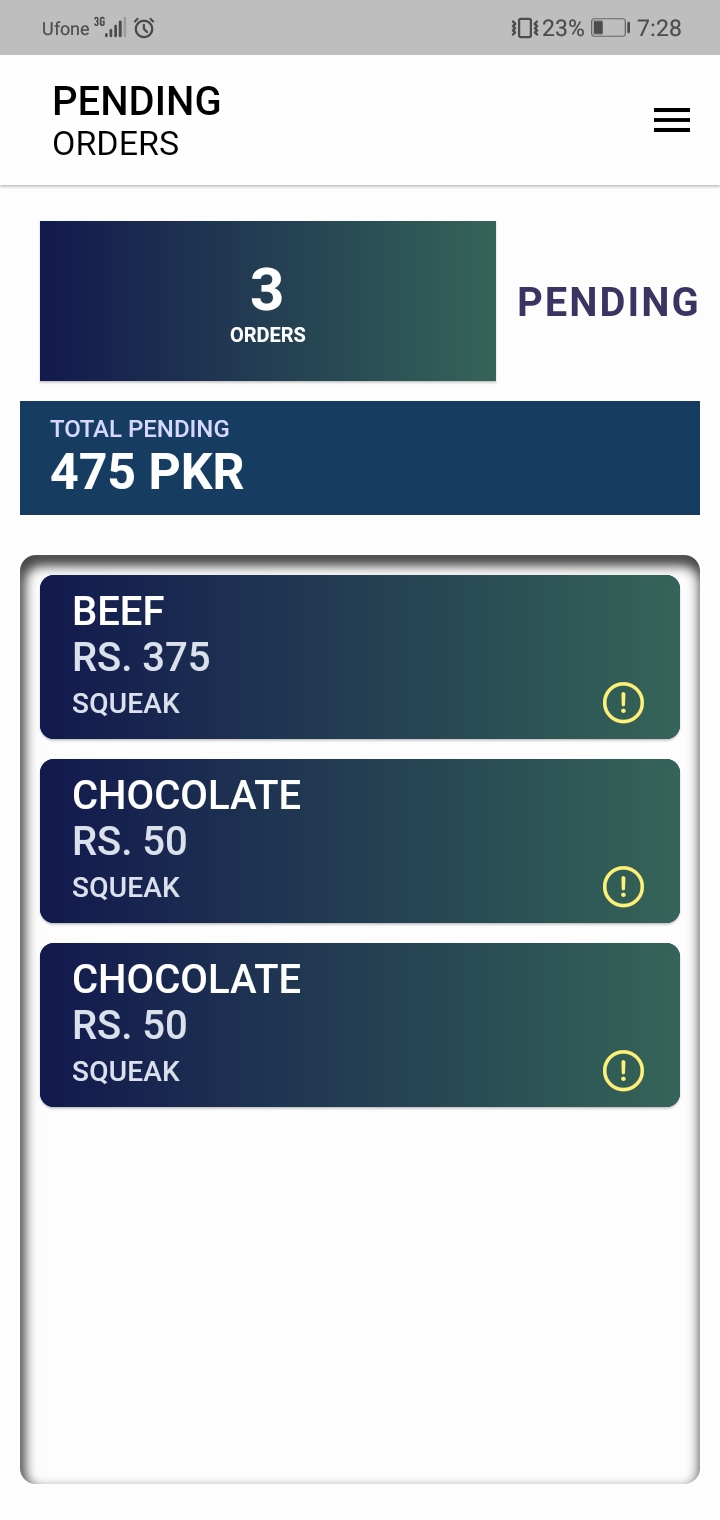 Ufone 3G 23% 7:28
PENDING
ORDERS
3
ORDERS
PENDING
TOTAL PENDING
475 PKR
BEEF
RS. 375
SQUEAK
CHOCOLATE
RS. 50
SQUEAK
CHOCOLATE
RS. 50
SQUEAK